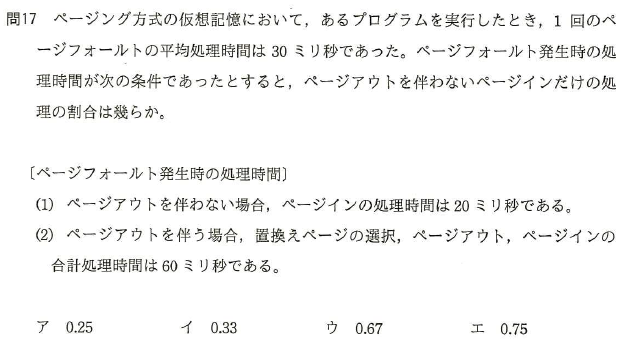 問17 ページング方式の仮想記憶において，あるプログラムを実行したとき，1 回のペ
ージフォールトの平均処理時間は 30 ミリ秒であった。ページフォールト発生時の処
理時間が次の条件であったとすると，ページアウトを伴わないページインだけの処
理の割合は幾らか。
〔ページフォールト発生時の処理時間〕
(1) ページアウトを伴わない場合，ページインの処理時間は 20 ミリ秒である。
(2) ページアウトを伴う場合，置換えページの選択，ページアウト，ページインの
合計処理時間は 60 ミリ秒である。
ア 0.25 イ 0.33 ウ 0.67 エ 0.75